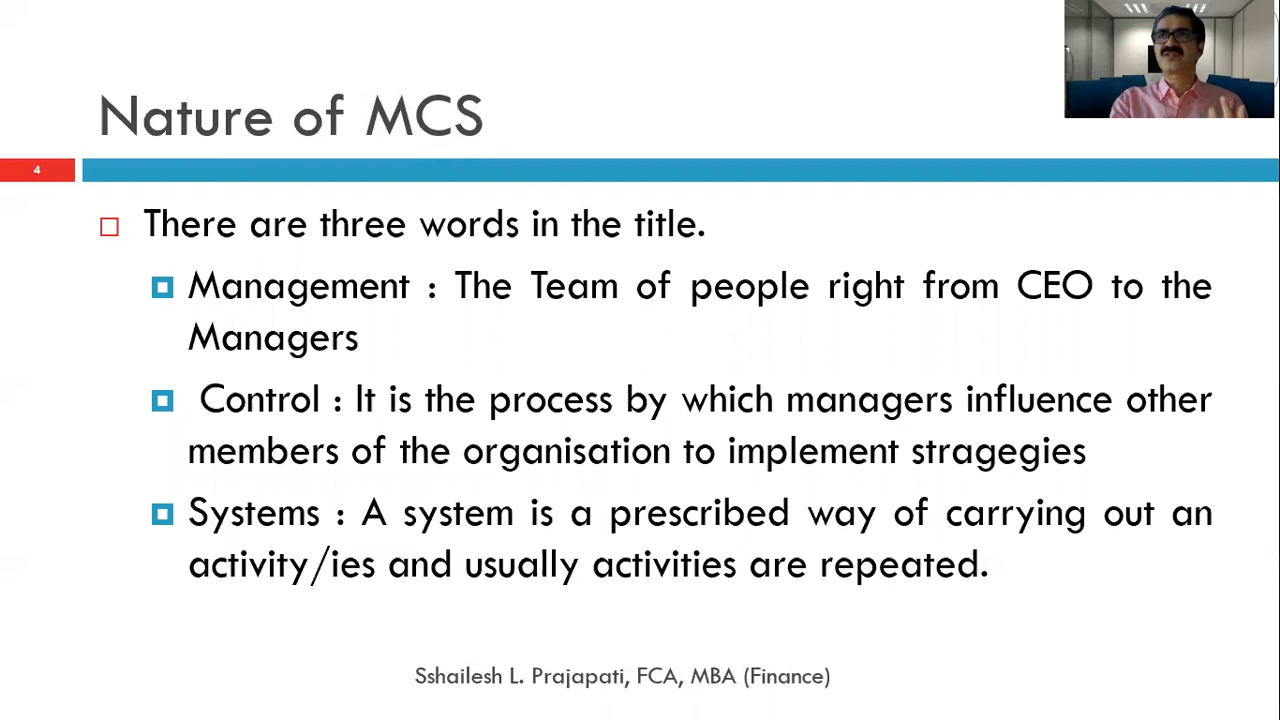 Nature of MCS
4
There are three words in the title.
Management : The Team of people right from CEO to the
Managers
Control : It is the process by which managers influence other
members of the organisation to implement stragegies
Systems : A system is a prescribed way of carrying out an
activity/ies and usually activities are repeated.
Sshailesh L. Prajapati, FCA, MBA (Finance)